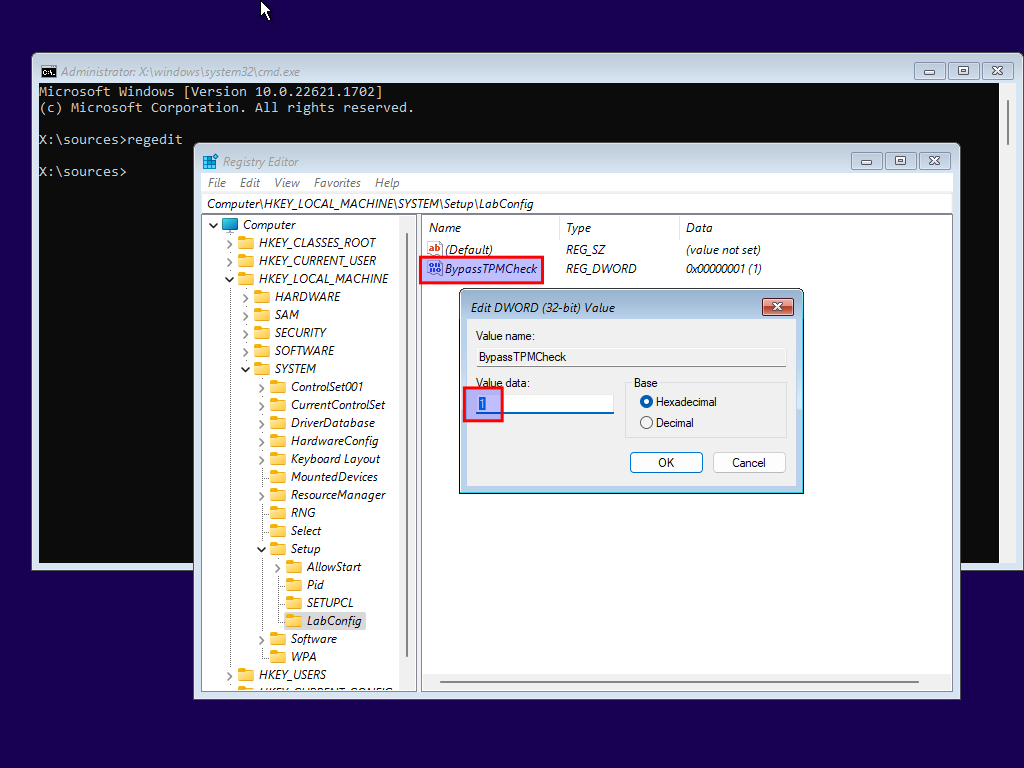 Administrator: X:\windows\system32\cmd.exe
Microsoft Windows [Version 10.0.22621.1702]
(c) Microsoft Corporation. All rights reserved.
X:\sources>regedit
X:\sources>
Registry Editor
File Edit View Favorites Help
Computer\HKEY_LOCAL_MACHINE\SYSTEM\Setup\LabConfig
Computer
HKEY_CLASSES_ROOT
HKEY_CURRENT_USER
HKEY_LOCAL_MACHINE
HARDWARE
SAM
SECURITY
SOFTWARE
SYSTEM
ControlSet001
CurrentControlSet
DriverDatabase
HardwareConfig
Keyboard Layout
MountedDevices
ResourceManager
RNG
Select
Setup
AllowStart
Pid
SETUPCL
LabConfig
Software
WPA
HKEY_USERS
HKEY_CURRENT_CONFIG
Name Type Data
(Default) REG_SZ (value not set)
BypassTPMCheck REG_DWORD 0x00000001 (1)
Edit DWORD (32-bit) Value
Value name:
BypassTPMCheck
Value data:
1
Base
Hexadecimal
Decimal
OK Cancel